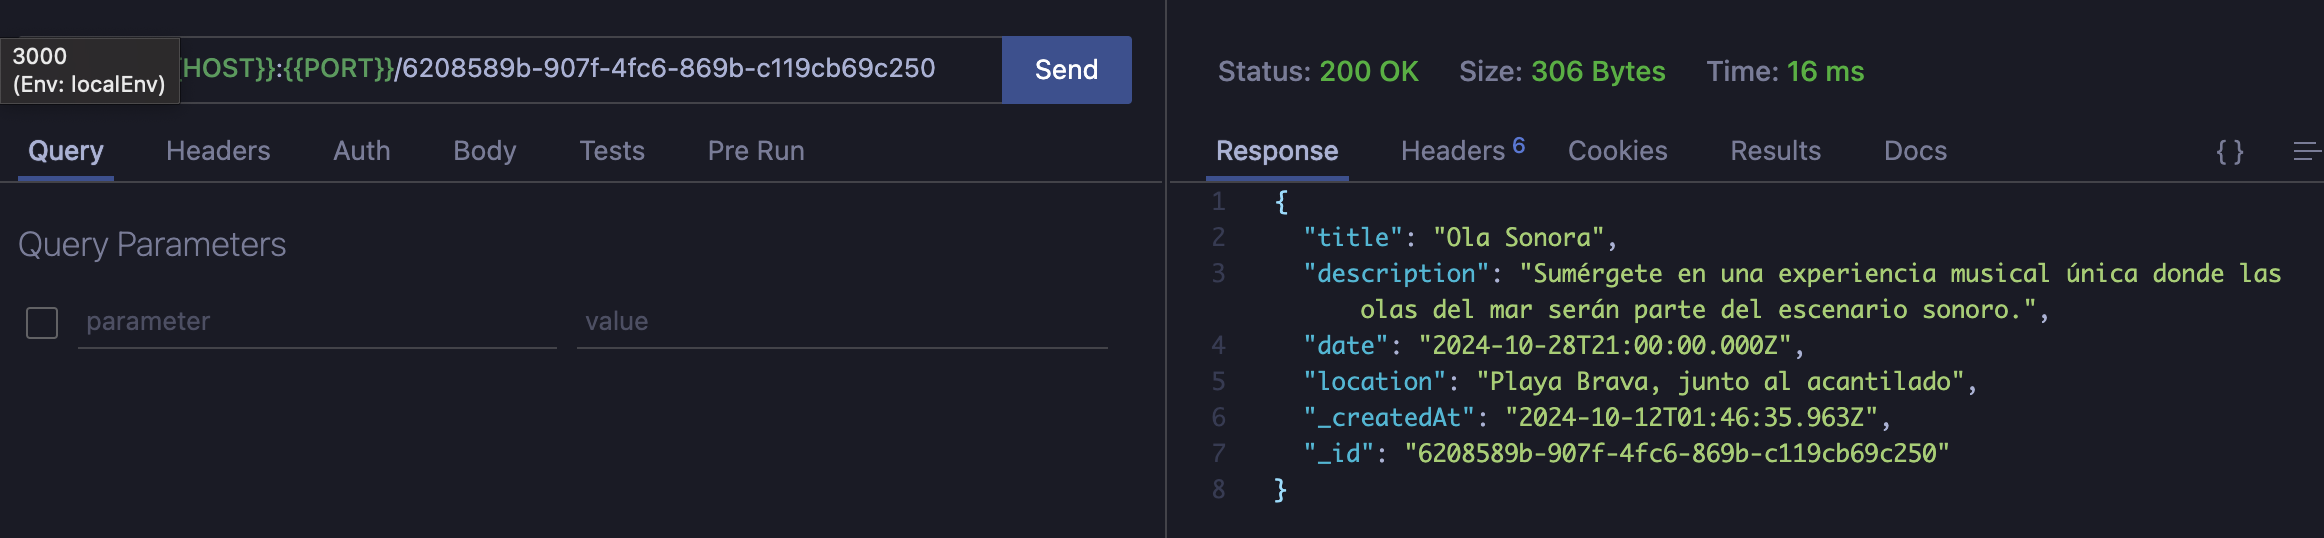 3000
(Env: localEnv)
HOST}}:{{PORT}}/6208589b-907f-4fc6-869b-c119cb69c250
Send
Query Headers Auth Body Tests Pre Run
Query Parameters
parameter value
Status: 200 OK Size: 306 Bytes Time: 16 ms
Response Headers 6 Cookies Results Docs { }
1 {
2 "title": "Ola Sonora",
3 "description": "Sumérgete en una experiencia musical única donde las
olas del mar serán parte del escenario sonoro.",
4 "date": "2024-10-28T21:00:00.000Z",
5 "location": "Playa Brava, junto al acantilado",
6 "_createdAt": "2024-10-12T01:46:35.963Z",
7 "_id": "6208589b-907f-4fc6-869b-c119cb69c250"
8 }